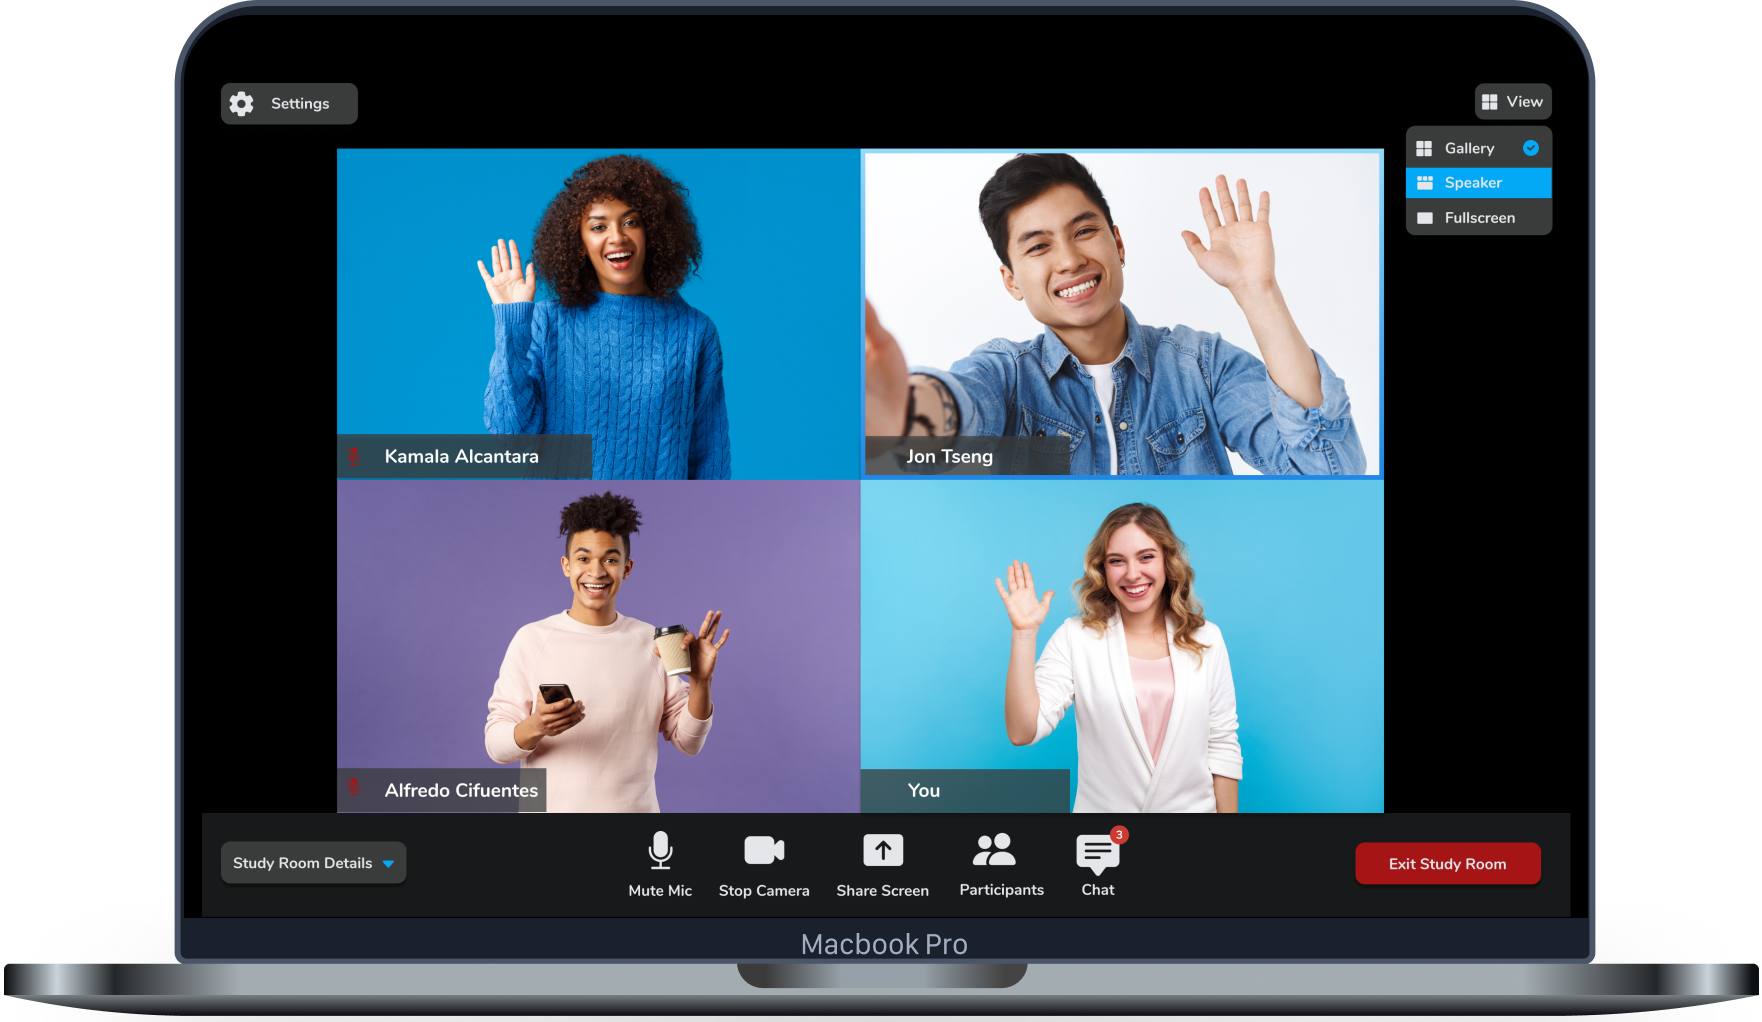 Settings
View
Gallery
Speaker
Fullscreen
Kamala Alcantara
Jon Tseng
Alfredo Cifuentes
You
Study Room Details
Mute Mic
Stop Camera
Share Screen
Participants
3
Chat
Exit Study Room
Macbook Pro